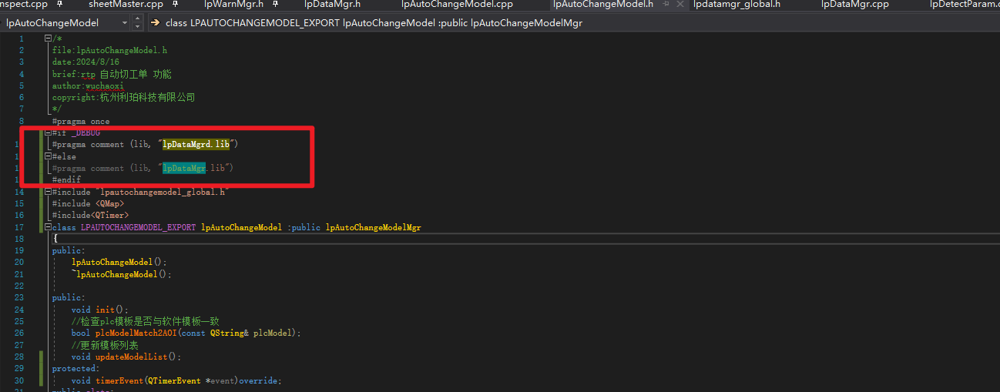 nspect.cpp sheetMaster.cpp lpWarnMgr.h lpDataMgr.h lpAutoChangeModel.cpp lpAutoChangeModel.h lpdatamgr_global.h lpDataMgr.cpp lpDetectParam.c
lpAutoChangeModel class LPAUTOCHANGEMODEL_EXPORT lpAutoChangeModel :public lpAutoChangeModelMgr
1 /*
2 file:lpAutoChangeModel.h
3 date:2024/8/16
4 brief:rtp 自动切工单 功能
5 author:wuchaoxi
6 copyright:杭州利珀科技有限公司
7 */
8 #pragma once
#if _DEBUG
#pragma comment (lib, "lpDataMgrd.lib")
#else
#pragma comment (lib, "lpDataMgr.lib")
#endif
14 #include "lpautochangemodel_global.h"
15 #include <QMap>
16 #include<QTimer>
17 class LPAUTOCHANGEMODEL_EXPORT lpAutoChangeModel :public lpAutoChangeModelMgr
18 {
19 public:
20 lpAutoChangeModel();
21 ~lpAutoChangeModel();
22
23 public:
24 void init();
25 //检查plc模板是否与软件模板一致
26 bool plcModelMatch2AOI(const QString& plcModel);
27 //更新模板列表
28 void updateModelList();
29 protected:
30 void timerEvent(QTimerEvent *event)override;
31 public slots: